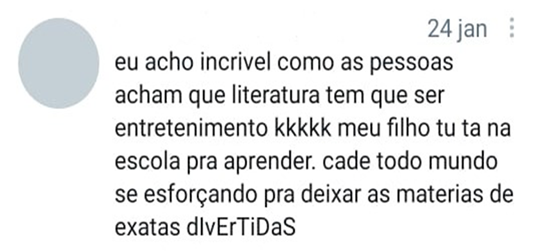 24 jan
eu acho incrivel como as pessoas
acham que literatura tem que ser
entretenimento kkkkk meu filho tu ta na
escola pra aprender. cade todo mundo
se esforçando pra deixar as materias de
exatas dIvErTiDaS